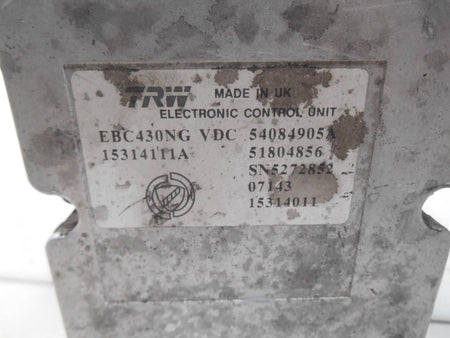 TRW MADE IN UK
ELECTRONIC CONTROL UNIT
EBC430NG VDC 54084905A
15314111A 51804856
SN5272852
07143
15314011